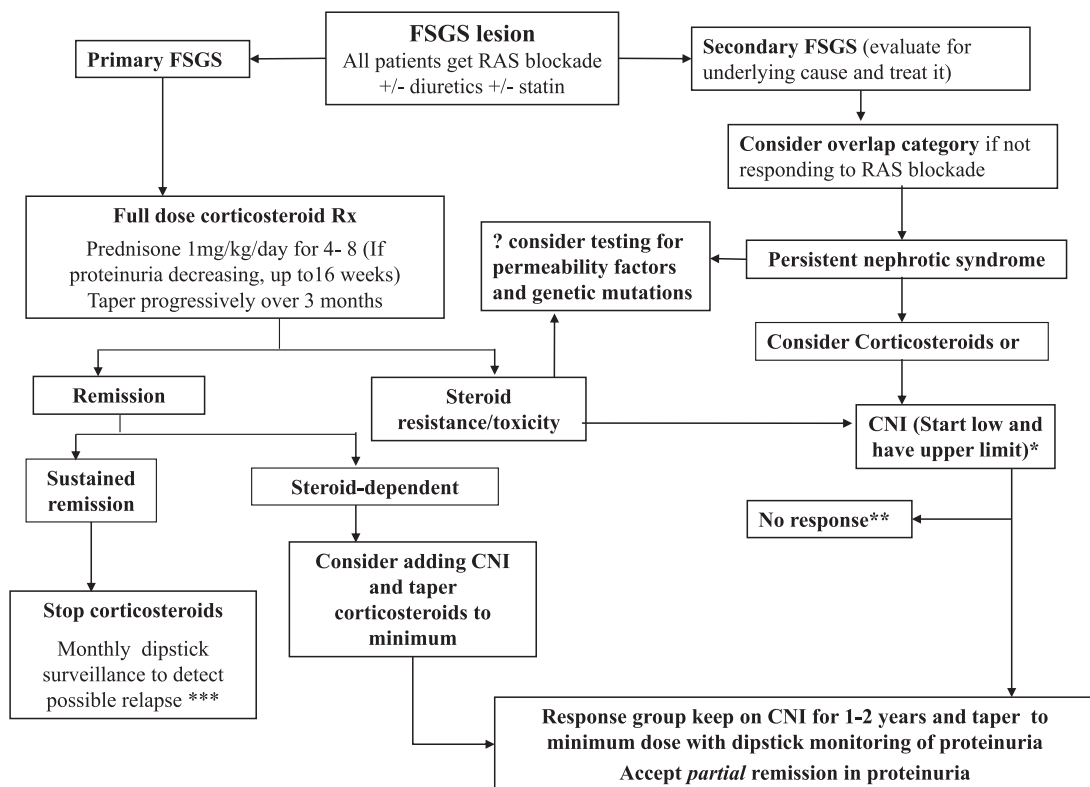 FSGS lesion
All patients get RAS blockade
+/- diuretics +/- statin
Primary FSGS
Secondary FSGS (evaluate for
underlying cause and treat it)
Consider overlap category if not
responding to RAS blockade
Full dose corticosteroid Rx
Prednisone 1mg/kg/day for 4- 8 (If
proteinuria decreasing, up to16 weeks)
Taper progressively over 3 months
? consider testing for
permeability factors
and genetic mutations
Persistent nephrotic syndrome
Consider Corticosteroids or
Remission
Steroid
resistance/toxicity
CNI (Start low and
have upper limit)*
Sustained
remission
Steroid-dependent
No response**
Consider adding CNI
and taper
corticosteroids to
minimum
Stop corticosteroids
Monthly dipstick
surveillance to detect
possible relapse ***
Response group keep on CNI for 1-2 years and taper to
minimum dose with dipstick monitoring of proteinuria
Accept partial remission in proteinuria